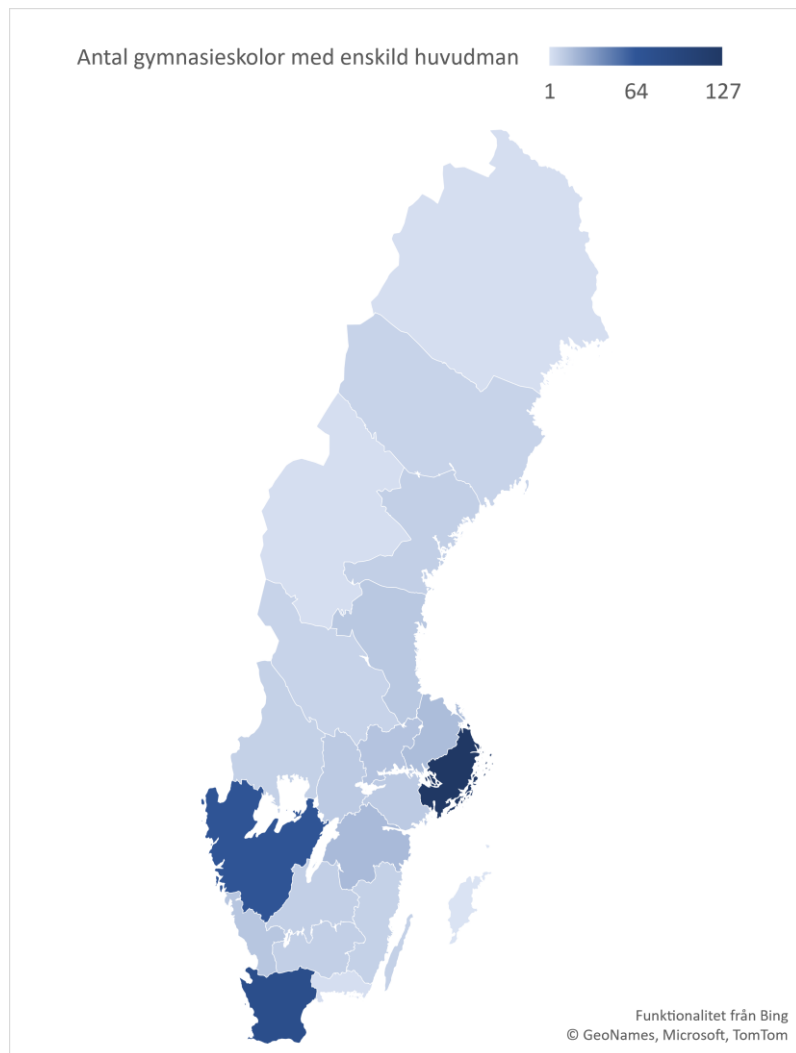 Antal gymnasieskolor med enskild huvudman
1 64 127
Funktionalitet från Bing
© GeoNames, Microsoft, TomTom